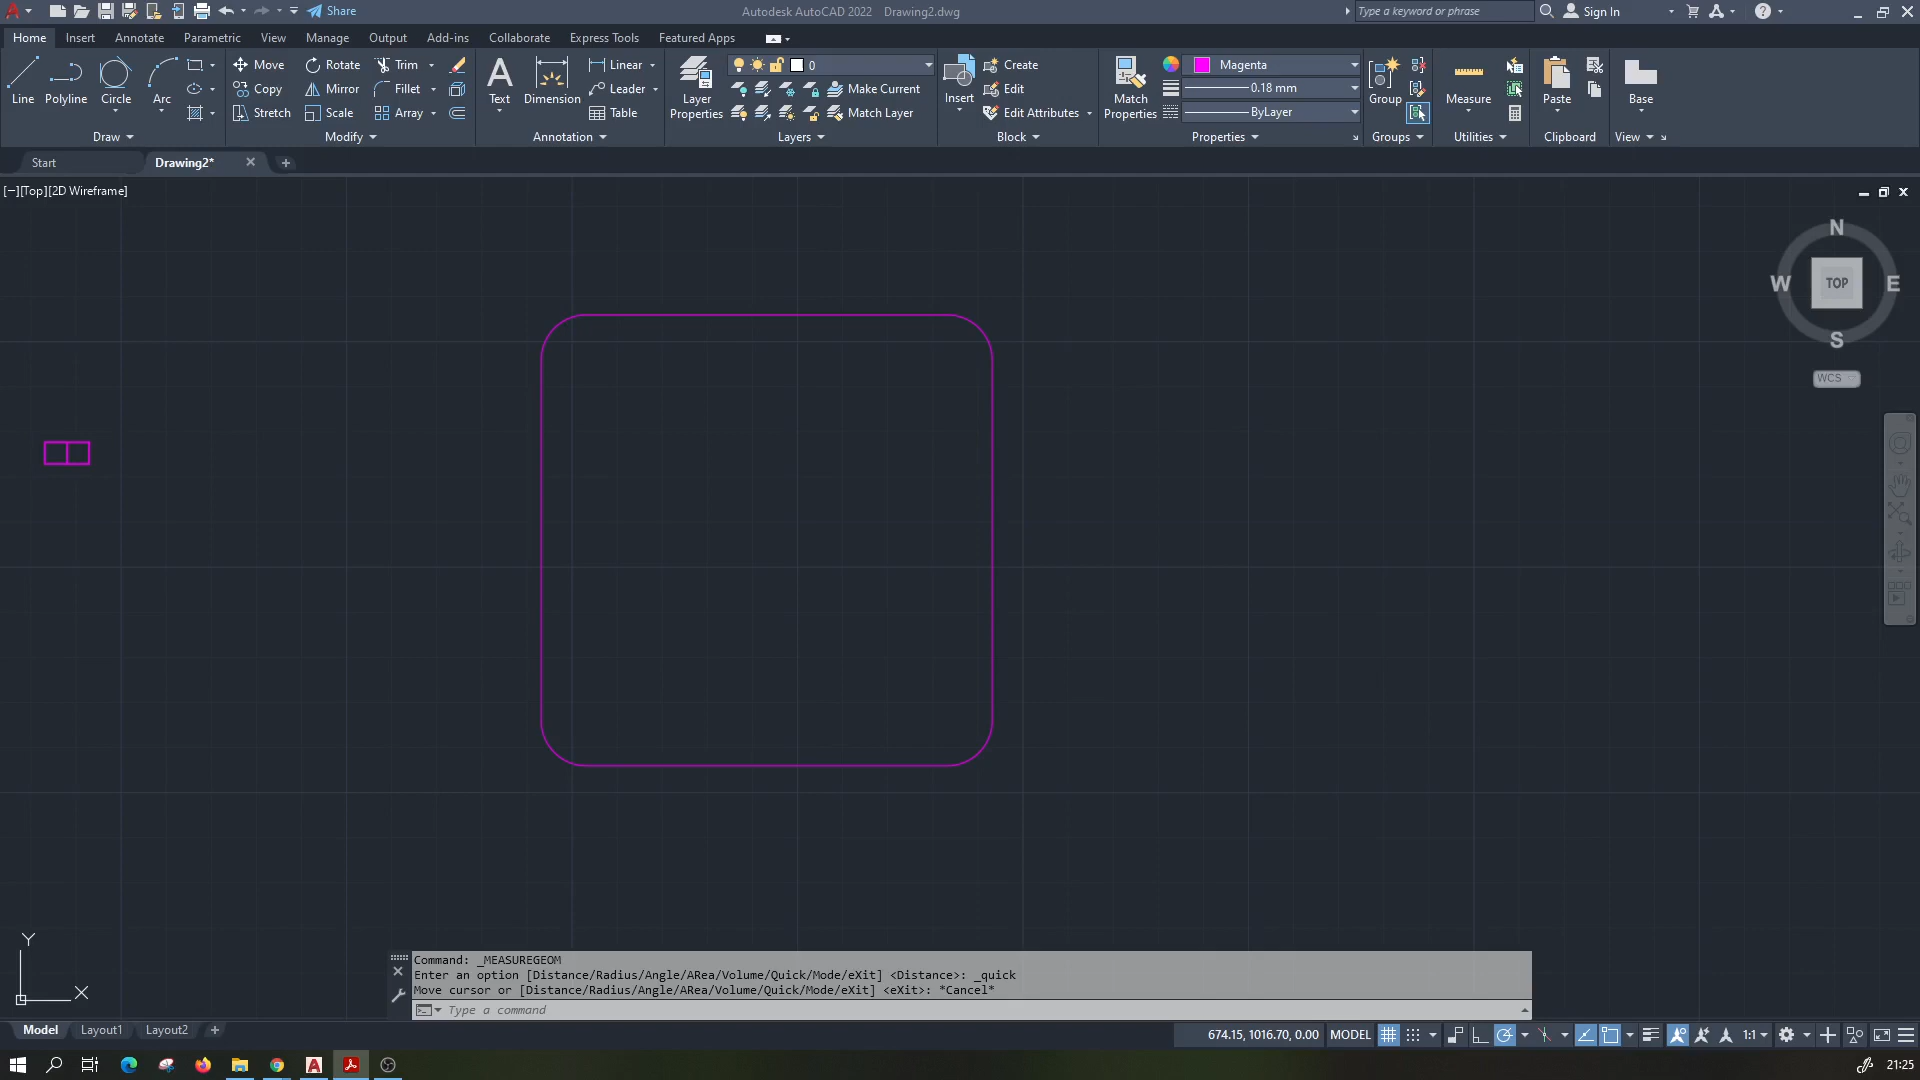 Share
Autodesk AutoCAD 2022 Drawing2.dwg
Type a keyword or phrase
Sign In
Home Insert Annotate Parametric View Manage Output Add-ins Collaborate Express Tools Featured Apps
Line
Polyline
Circle
Arc
Draw
Move Rotate Trim
Copy Mirror Fillet
Stretch Scale Array
Modify
Text
Dimension
Linear
Leader
Table
Annotation
Layer
Properties
0
Make Current
Match Layer
Layers
Insert
Create
Edit
Edit Attributes
Block
Match
Properties
Magenta
0.18 mm
ByLayer
Properties
Group
Groups
Measure
Utilities
Paste
Clipboard
Base
View
Start
Drawing2*
[−][Top][2D Wireframe]
N
W TOP E
S
WCS
Y
X
Command: _MEASUREGEOM
Enter an option [Distance/Radius/Angle/ARea/Volume/Quick/Mode/eXit] <Distance>: _quick
Move cursor or [Distance/Radius/Angle/ARea/Volume/Quick/Mode/eXit] <eXit>: *Cancel*
Type a command
Model Layout1 Layout2
674.15, 1016.70, 0.00 MODEL
1:1
21:25